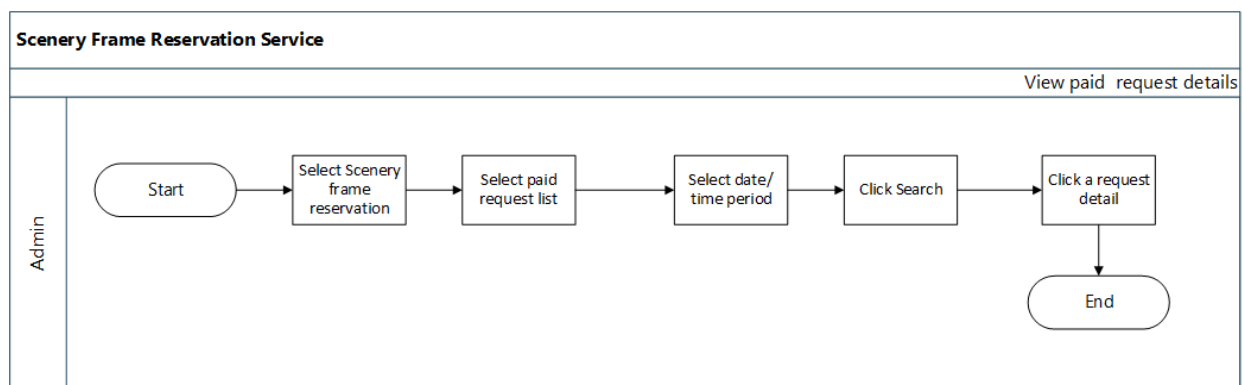 Scenery Frame Reservation Service
View paid  request details
Admin
Start
Select Scenery
frame
reservation
Select paid
request list
Select date/
time period
Click Search
Click a request
detail
End